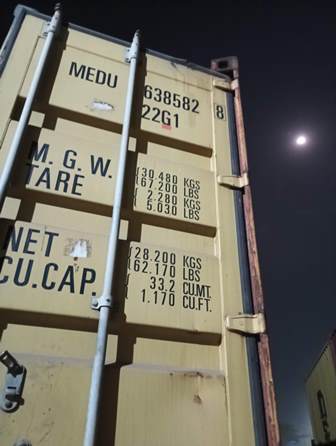 MEDU 638582 8
22G1
M.G.W. 30.480 KGS
67.200 LBS
TARE 2.280 KGS
5.030 LBS
NET 28.200 KGS
62.170 LBS
CU.CAP. 33.2 CU.MT.
1.170 CU.FT.